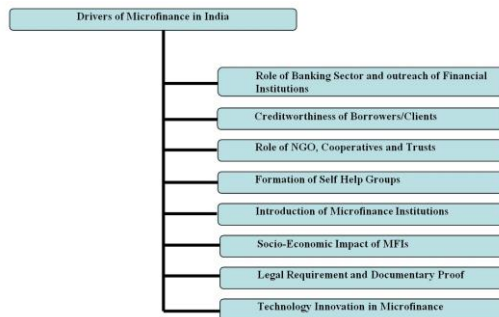 Drivers of Microfinance in India
Role of Banking Sector and outreach of Financial
Institutions
Creditworthiness of Borrowers/Clients
Role of NGO, Cooperatives and Trusts
Formation of Self Help Groups
Introduction of Microfinance Institutions
Socio-Economic Impact of MFIs
Legal Requirement and Documentary Proof
Technology Innovation in Microfinance